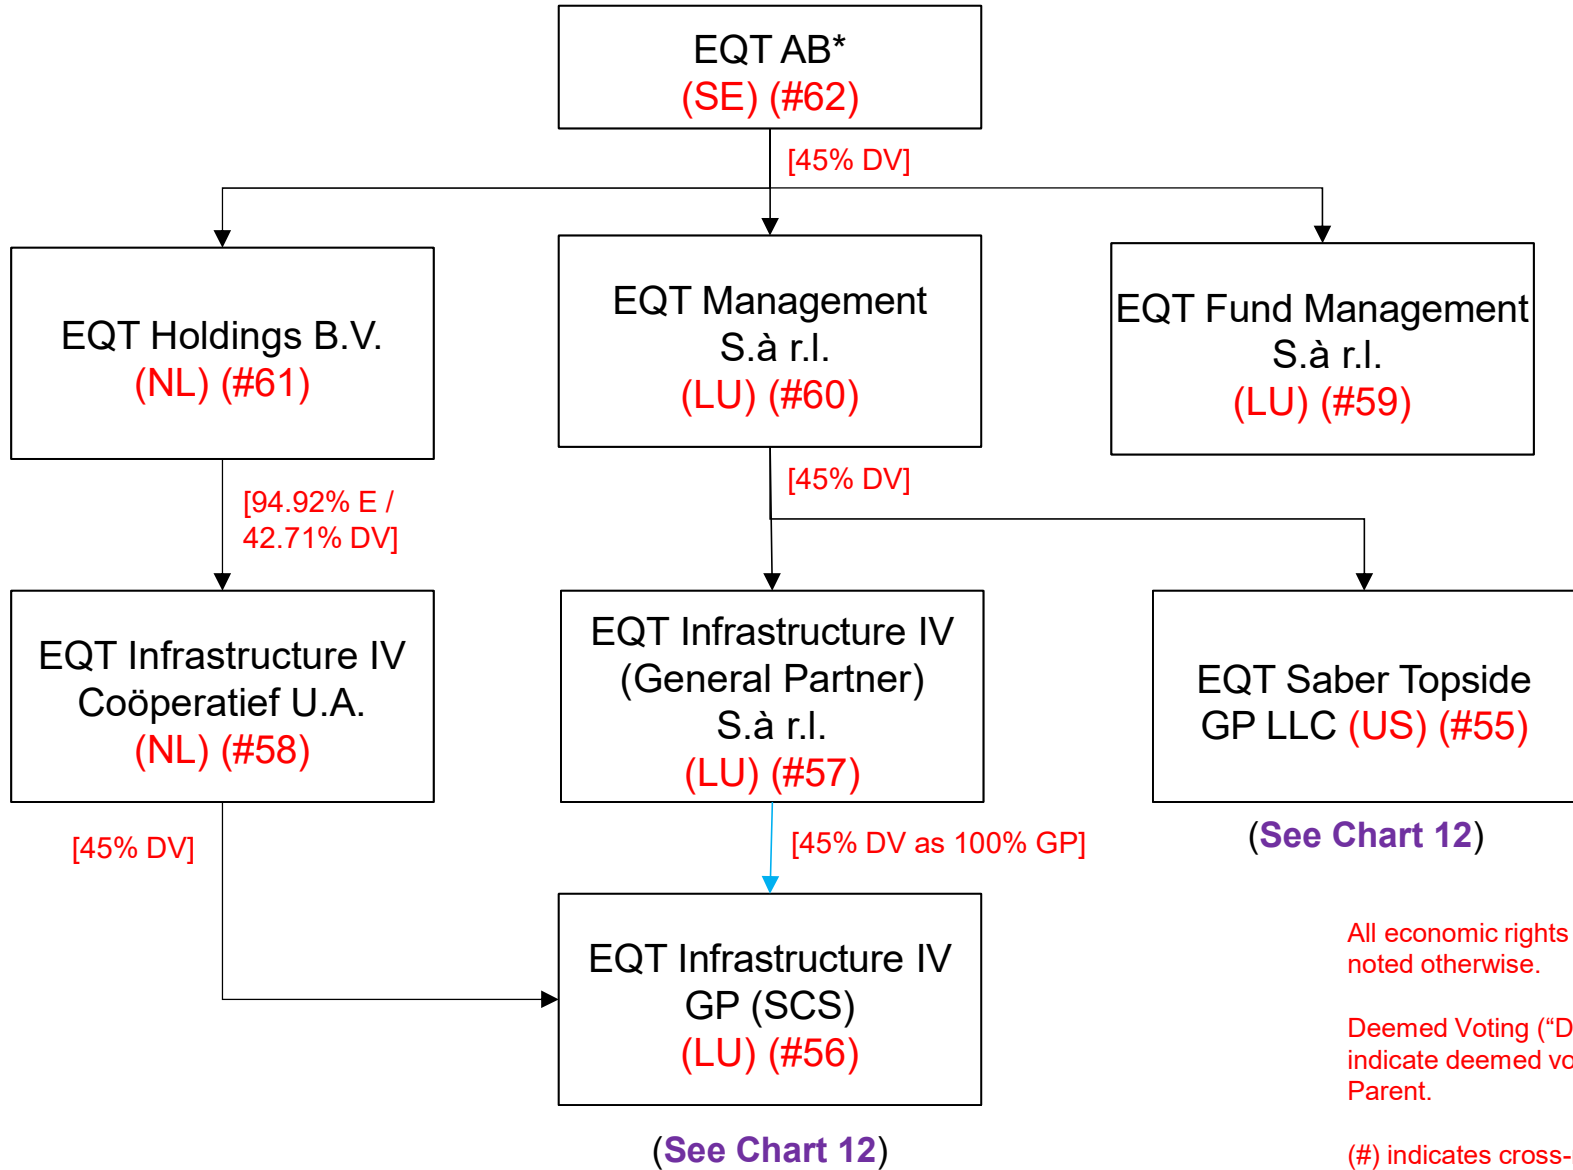 EQT AB*
(SE) (#62)
[45% DV]
EQT Holdings B.V.
(NL) (#61)
EQT Management
S.à r.l.
(LU) (#60)
EQT Fund Management
S.à r.l.
(LU) (#59)
[94.92% E /
42.71% DV]
[45% DV]
EQT Infrastructure IV
Coöperatief U.A.
(NL) (#58)
EQT Infrastructure IV
(General Partner)
S.à r.l.
(LU) (#57)
EQT Saber Topside
GP LLC (US) (#55)
(See Chart 12)
[45% DV]
[45% DV as 100% GP]
EQT Infrastructure IV
GP (SCS)
(LU) (#56)
(See Chart 12)
All economic rights
noted otherwise.
Deemed Voting (“D
indicate deemed vo
Parent.
(#) indicates cross-